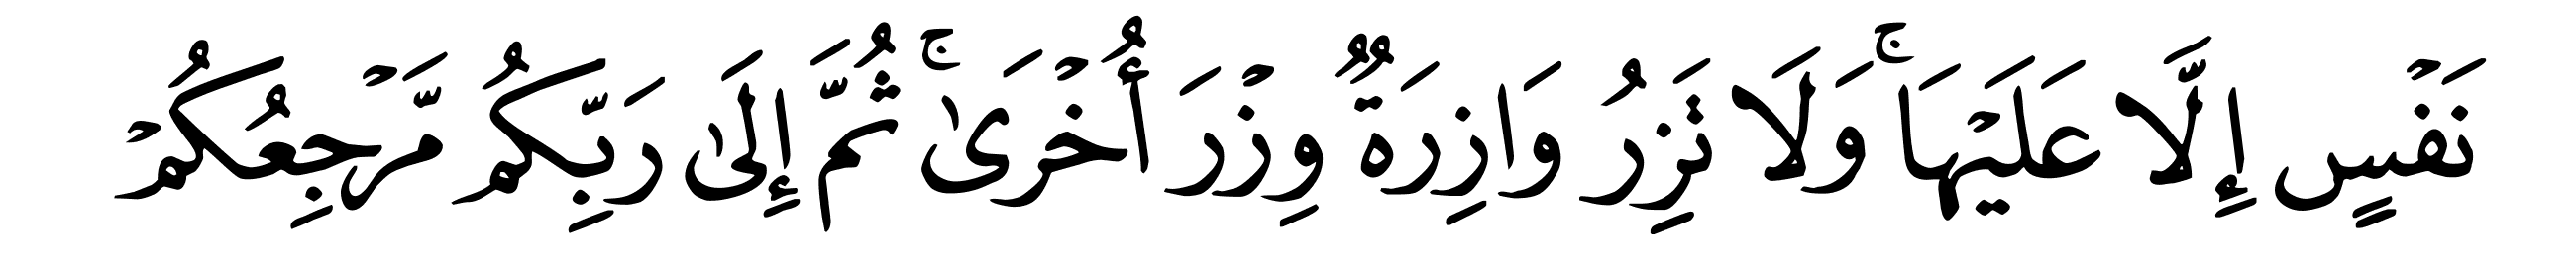 نَفۡسٍ إِلَّا عَلَيۡهَاۚ وَلَا تَزِرُ وَازِرَةٌ وِزۡرَ أُخۡرَىٰۚ ثُمَّ إِلَىٰ رَبِّكُم مَّرۡجِعُكُمۡ